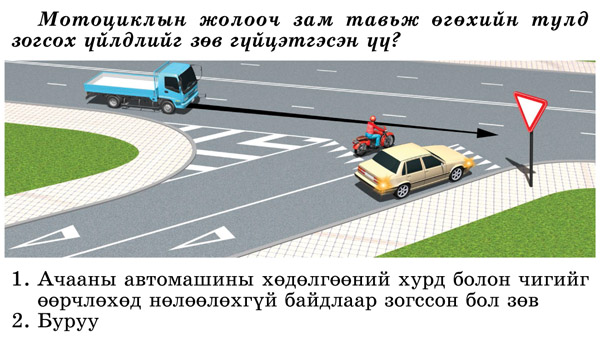 Мотоциклын жолооч зам тавьж өгөхийн тулд
зогсох үйлдлийг зөв гүйцэтгэсэн үү?
1. Ачааны автомашины хөдөлгөөний хурд болон чигийг
өөрчлөхөд нөлөөлөхгүй байдлаар зогссон бол зөв
2. Буруу